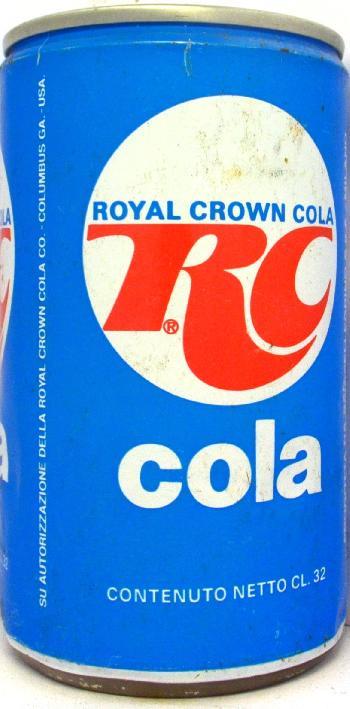 ROYAL CROWN COLA
RC®
cola
CONTENUTO NETTO CL. 32
SU AUTORIZZAZIONE DELLA ROYAL CROWN COLA CO. - COLUMBUS GA. - USA.
LA
C
a